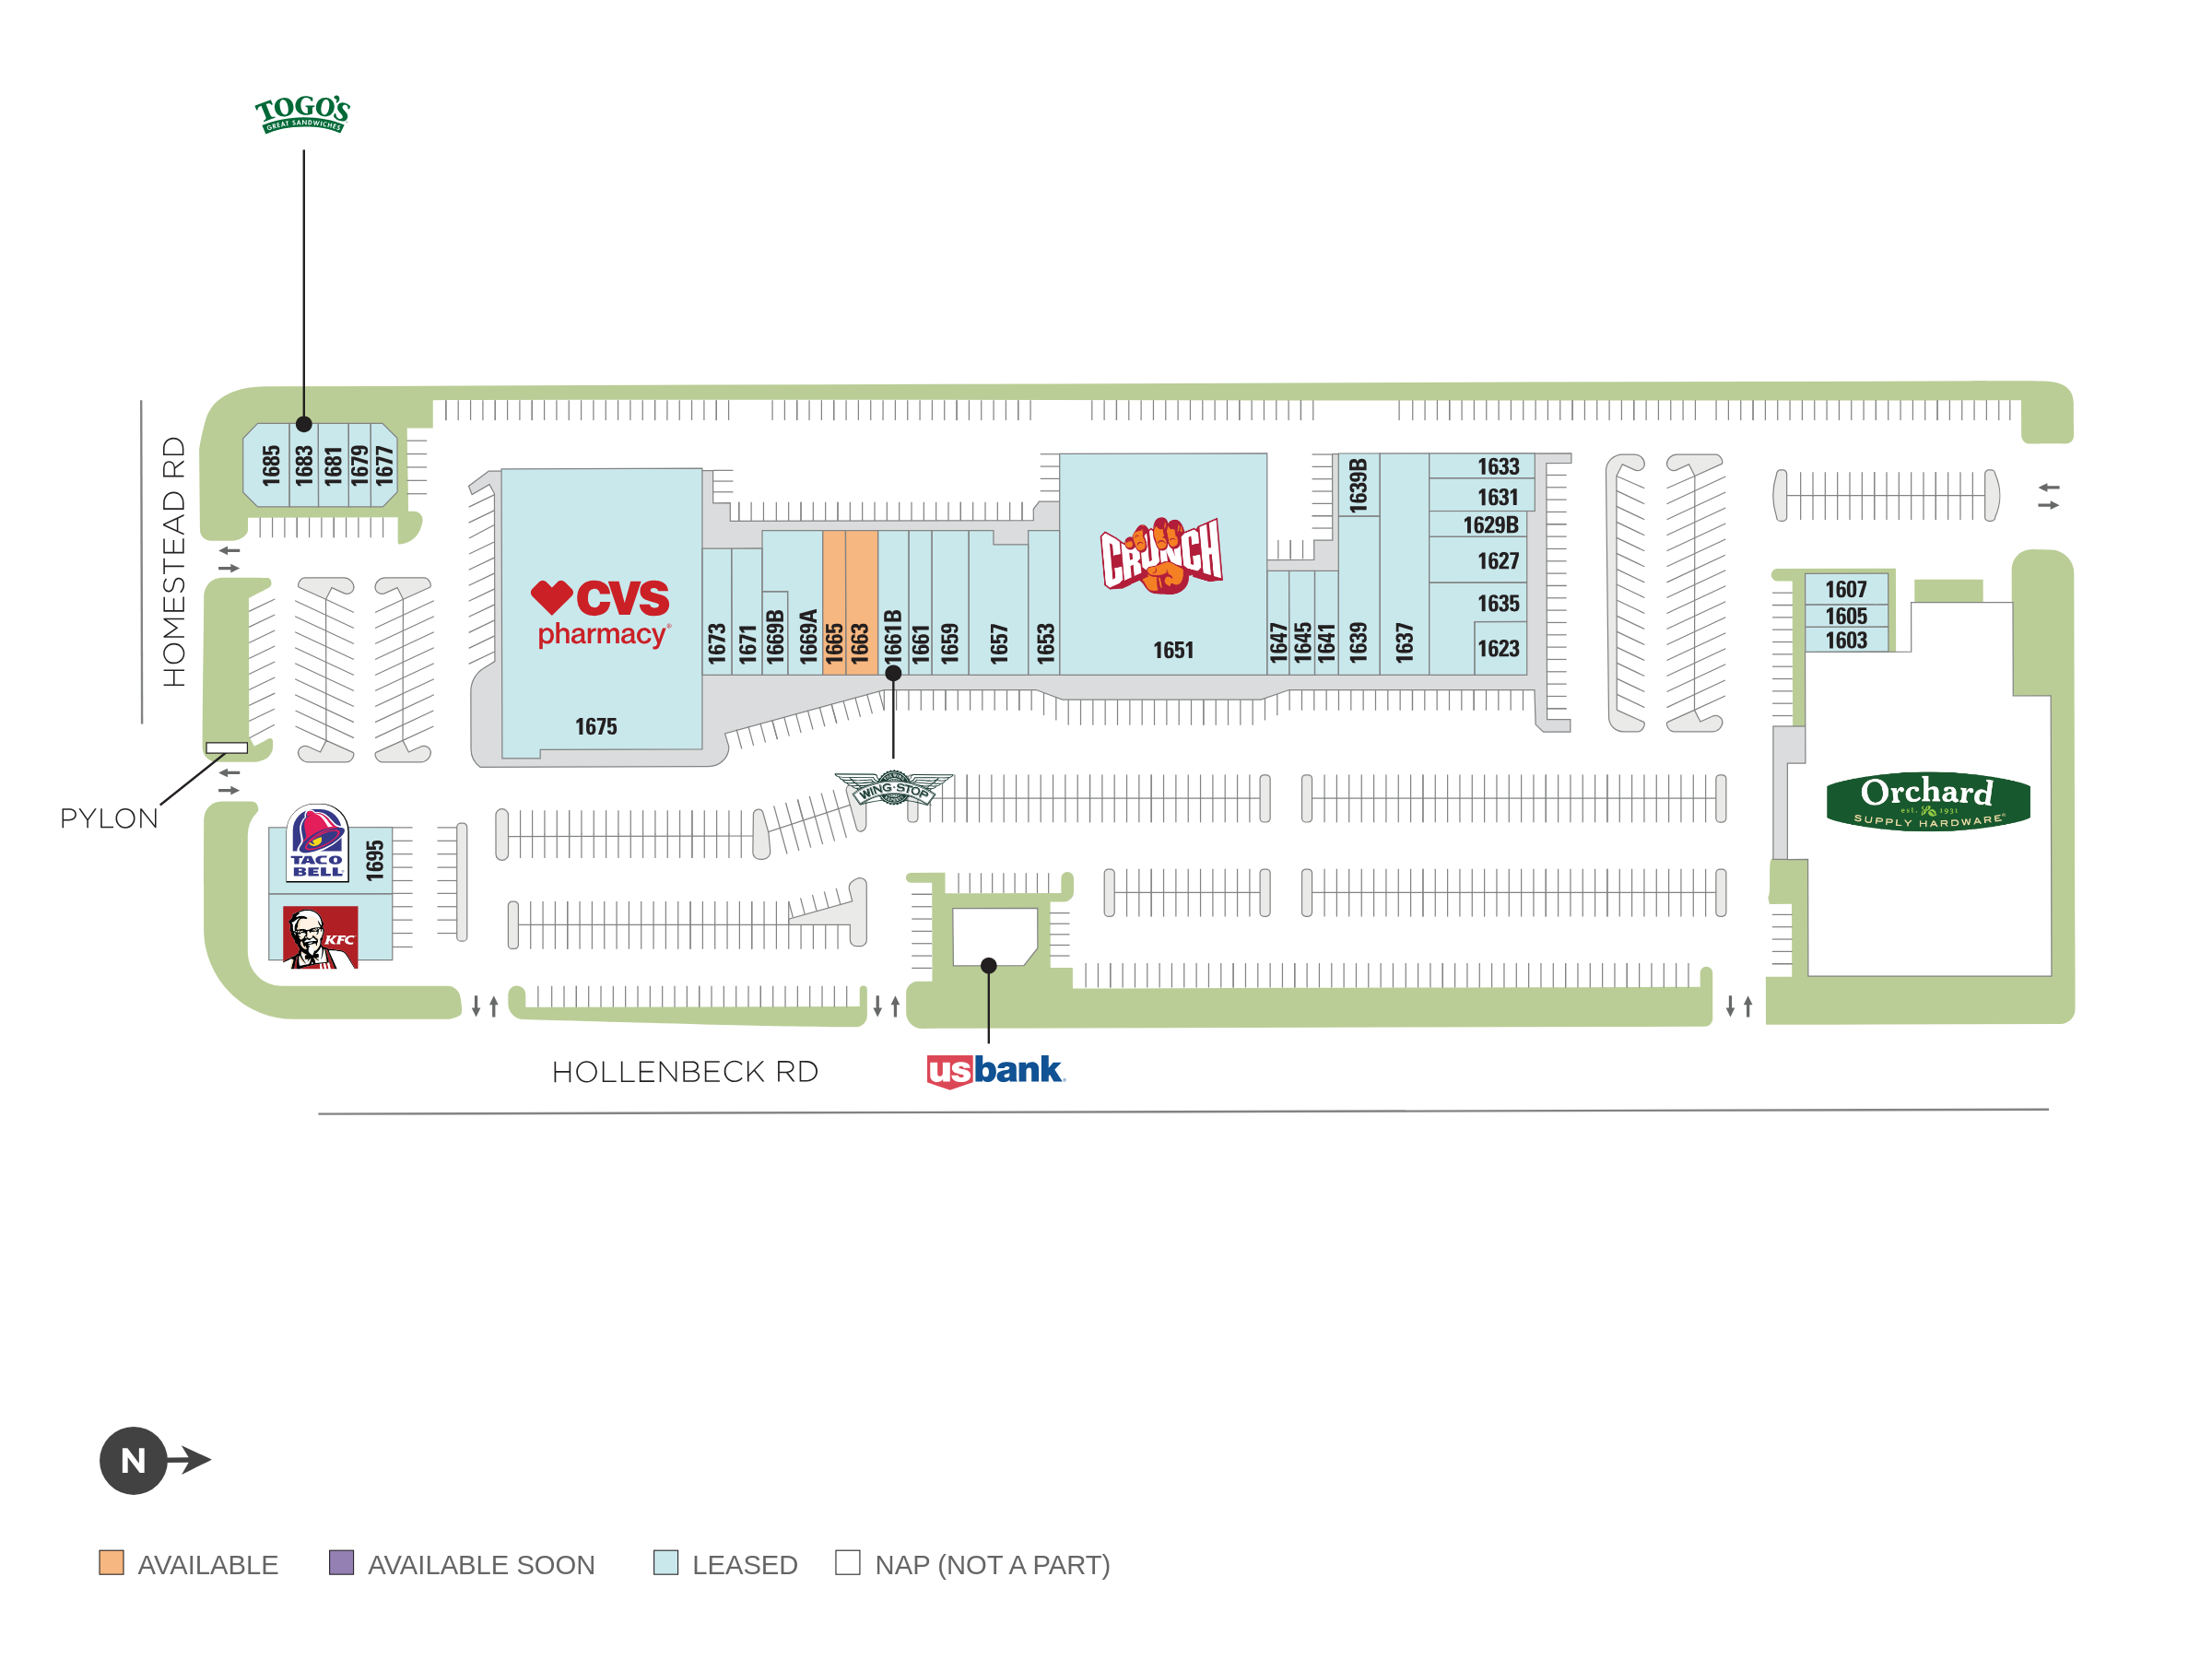 TOGO'S
GREAT SANDWICHES
HOMESTEAD RD
1685
1683
1681
1679
1677
1639B
1633
1631
1629B
1627
1635
1623
CVS
pharmacy
1675
1673
1671
1669B
1669A
1665
1663
1661B
1661
1659
1657
1653
CRUNCH
1651
1647
1645
1641
1639
1637
1607
1605
1603
PYLON
WING·STOP
Orchard
est. 1931
SUPPLY HARDWARE®
TACO
BELL
1695
KFC
HOLLENBECK RD
usbank
N
AVAILABLE
AVAILABLE SOON
LEASED
NAP (NOT A PART)